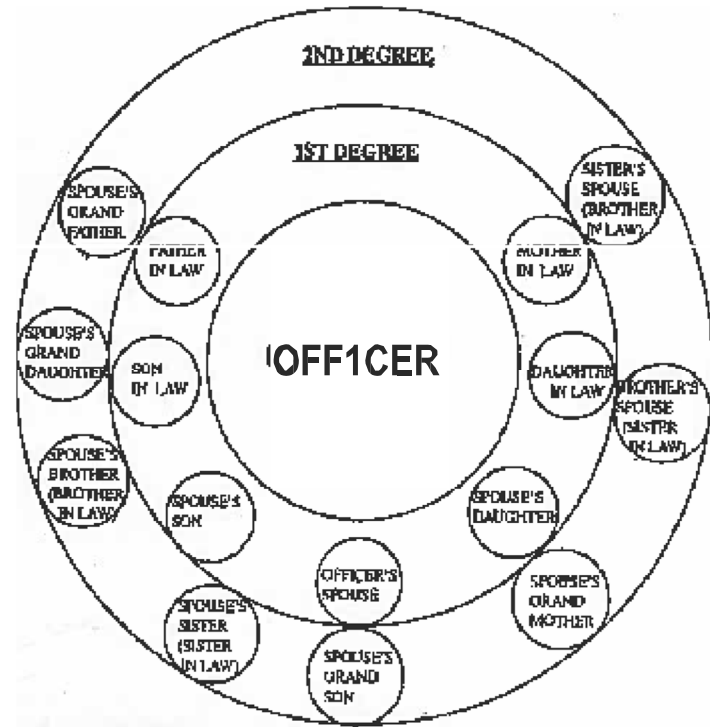 2ND DEGREE
1ST DEGREE
SPOUSE'S
GRAND
FATHER
SISTER'S
SPOUSE
(BROTHER
IN LAW)
FATHER
IN LAW
MOTHER
IN LAW
OFF1CER
SPOUSE'S
GRAND
DAUGHTER
SON
IN LAW
DAUGHTER
IN LAW
BROTHER'S
SPOUSE
(SISTER
IN LAW)
SPOUSE'S
BROTHER
(BROTHER
IN LAW)
SPOUSE'S
SON
SPOUSE'S
DAUGHTER
OFFICER'S
SPOUSE
SPOUSE'S
GRAND
MOTHER
SPOUSE'S
SISTER
(SISTER
IN LAW)
SPOUSE'S
GRAND
SON